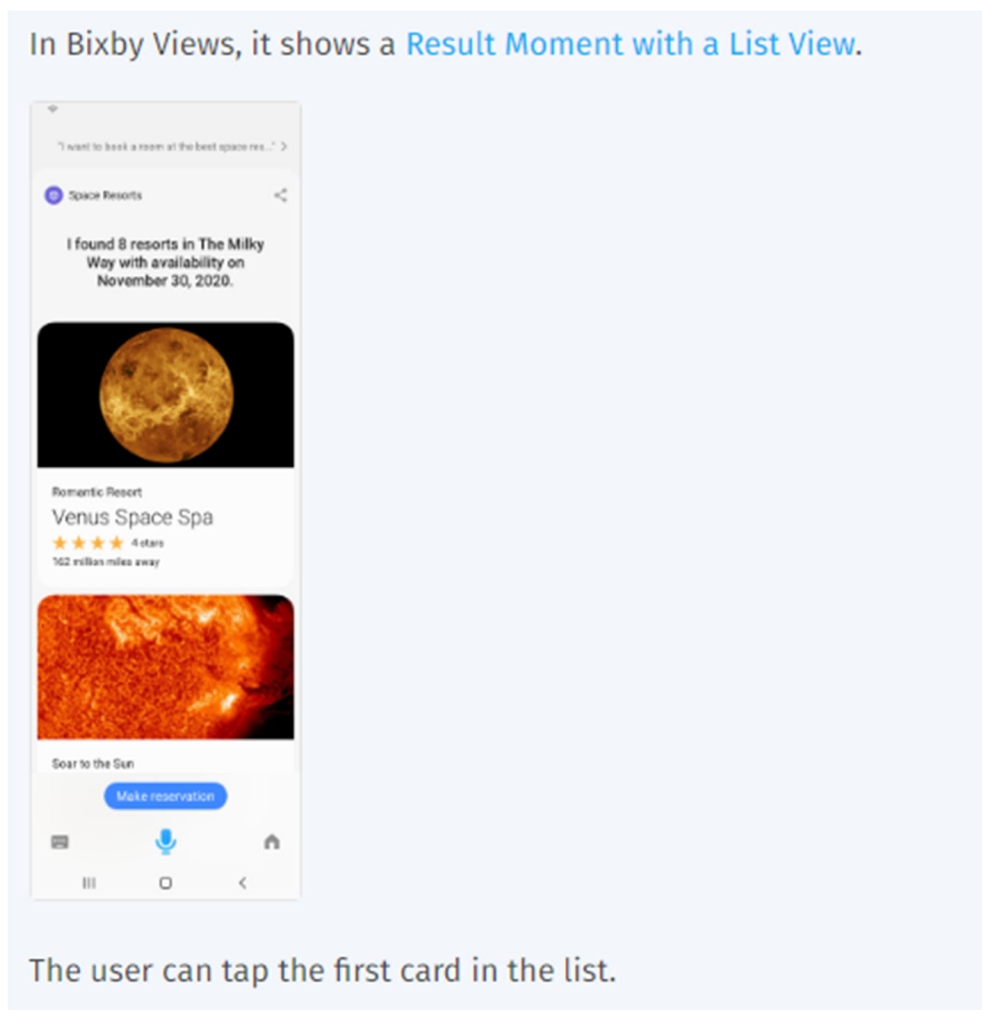 In Bixby Views, it shows a Result Moment with a List View.
"I want to book a room at the best space res..."
Space Resorts
I found 8 resorts in The Milky
Way with availability on
November 30, 2020.
Romantic Resort
Venus Space Spa
4 stars
162 million miles away
Soar to the Sun
Make reservation
The user can tap the first card in the list.